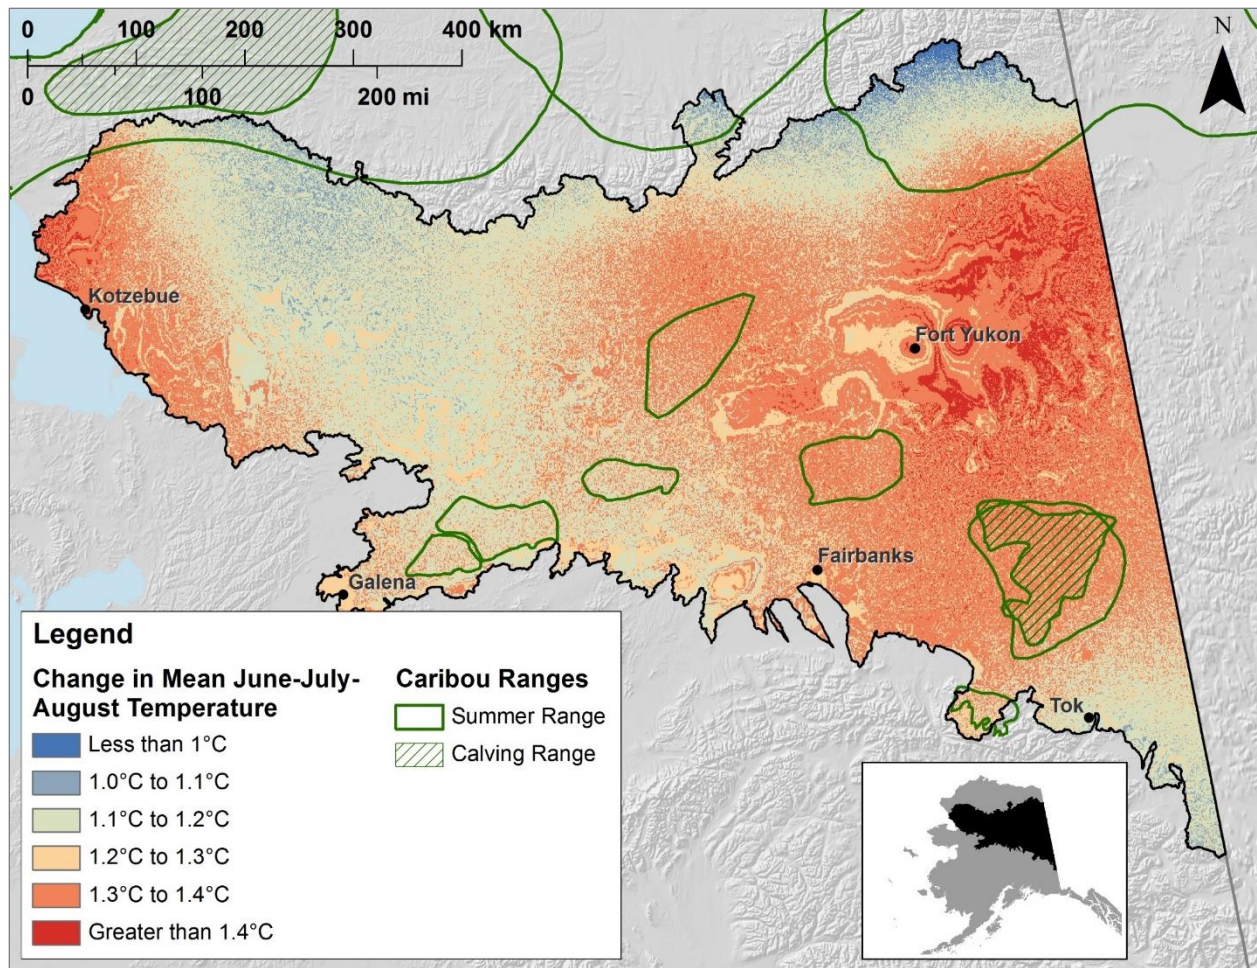 0 100 200 300 400 km
0 100 200 mi
N
Kotzebue
Fort Yukon
Fairbanks
Galena
Tok
Legend
Change in Mean June-July-
August Temperature
Less than 1°C
1.0°C to 1.1°C
1.1°C to 1.2°C
1.2°C to 1.3°C
1.3°C to 1.4°C
Greater than 1.4°C
Caribou Ranges
Summer Range
Calving Range